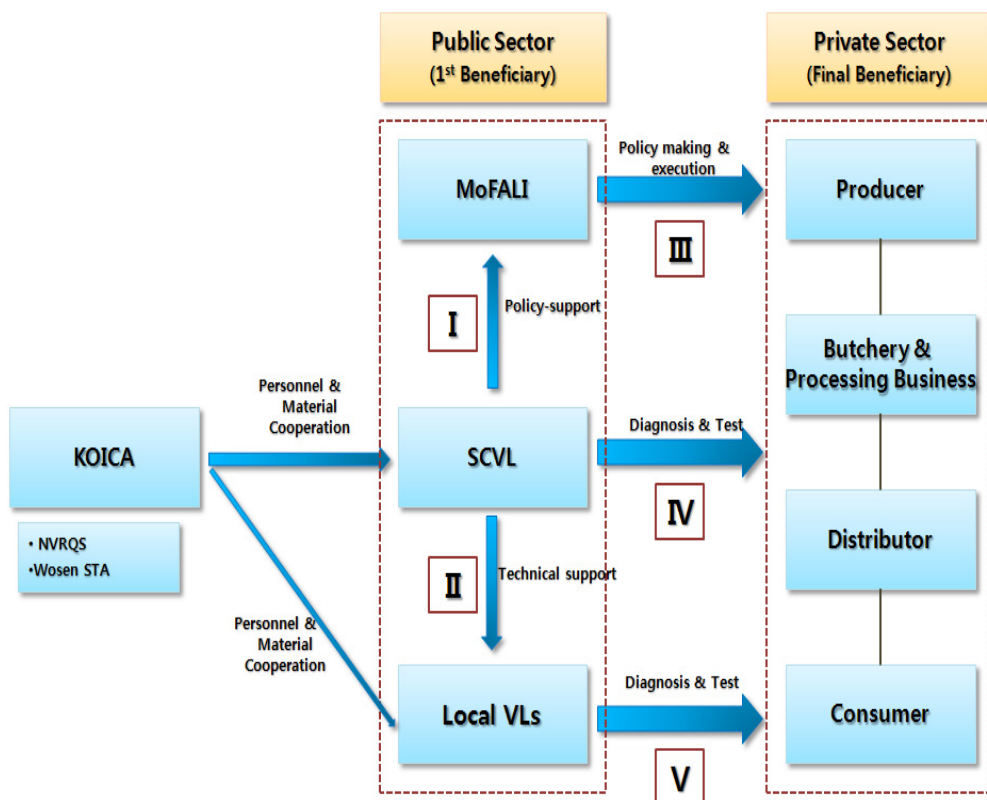 Public Sector
(1st Beneficiary)
Private Sector
(Final Beneficiary)
MoFALI
Policy making &
execution
Producer
Ⅲ
Ⅰ
Policy-support
Butchery &
Processing Business
Personnel &
Material
Cooperation
KOICA
SCVL
Diagnosis & Test
Ⅳ
• NVRQS
•Wosen STA
Distributor
Ⅱ
Technical support
Personnel &
Material
Cooperation
Local VLs
Diagnosis & Test
Consumer
Ⅴ